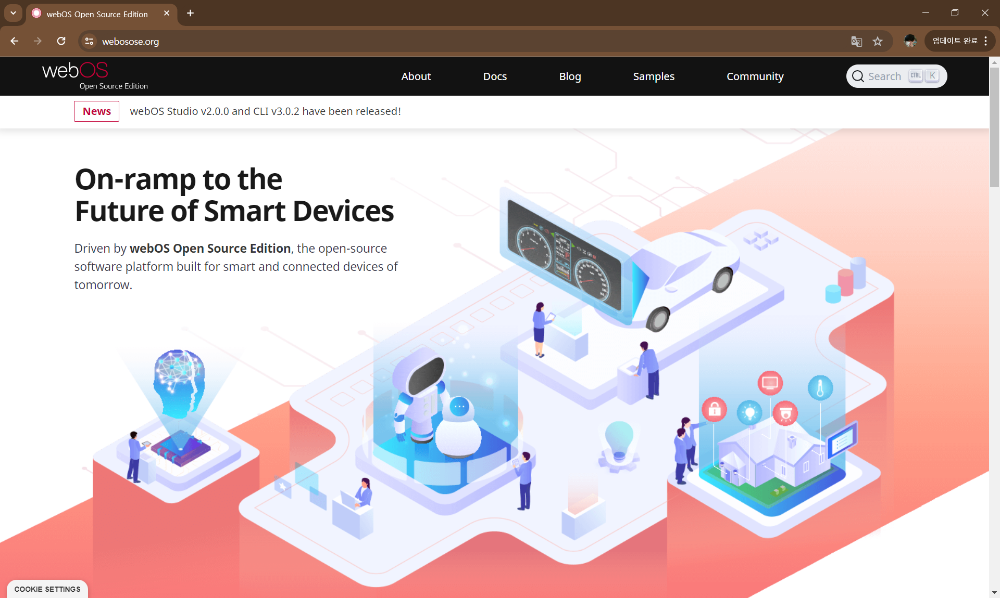 webOS Open Source Edition
webosose.org
업데이트 완료
webOS
Open Source Edition
About
Docs
Blog
Samples
Community
Search
CTRL
K
News
webOS Studio v2.0.0 and CLI v3.0.2 have been released!
On-ramp to the
Future of Smart Devices
Driven by webOS Open Source Edition, the open-source
software platform built for smart and connected devices of
tomorrow.
COOKIE SETTINGS